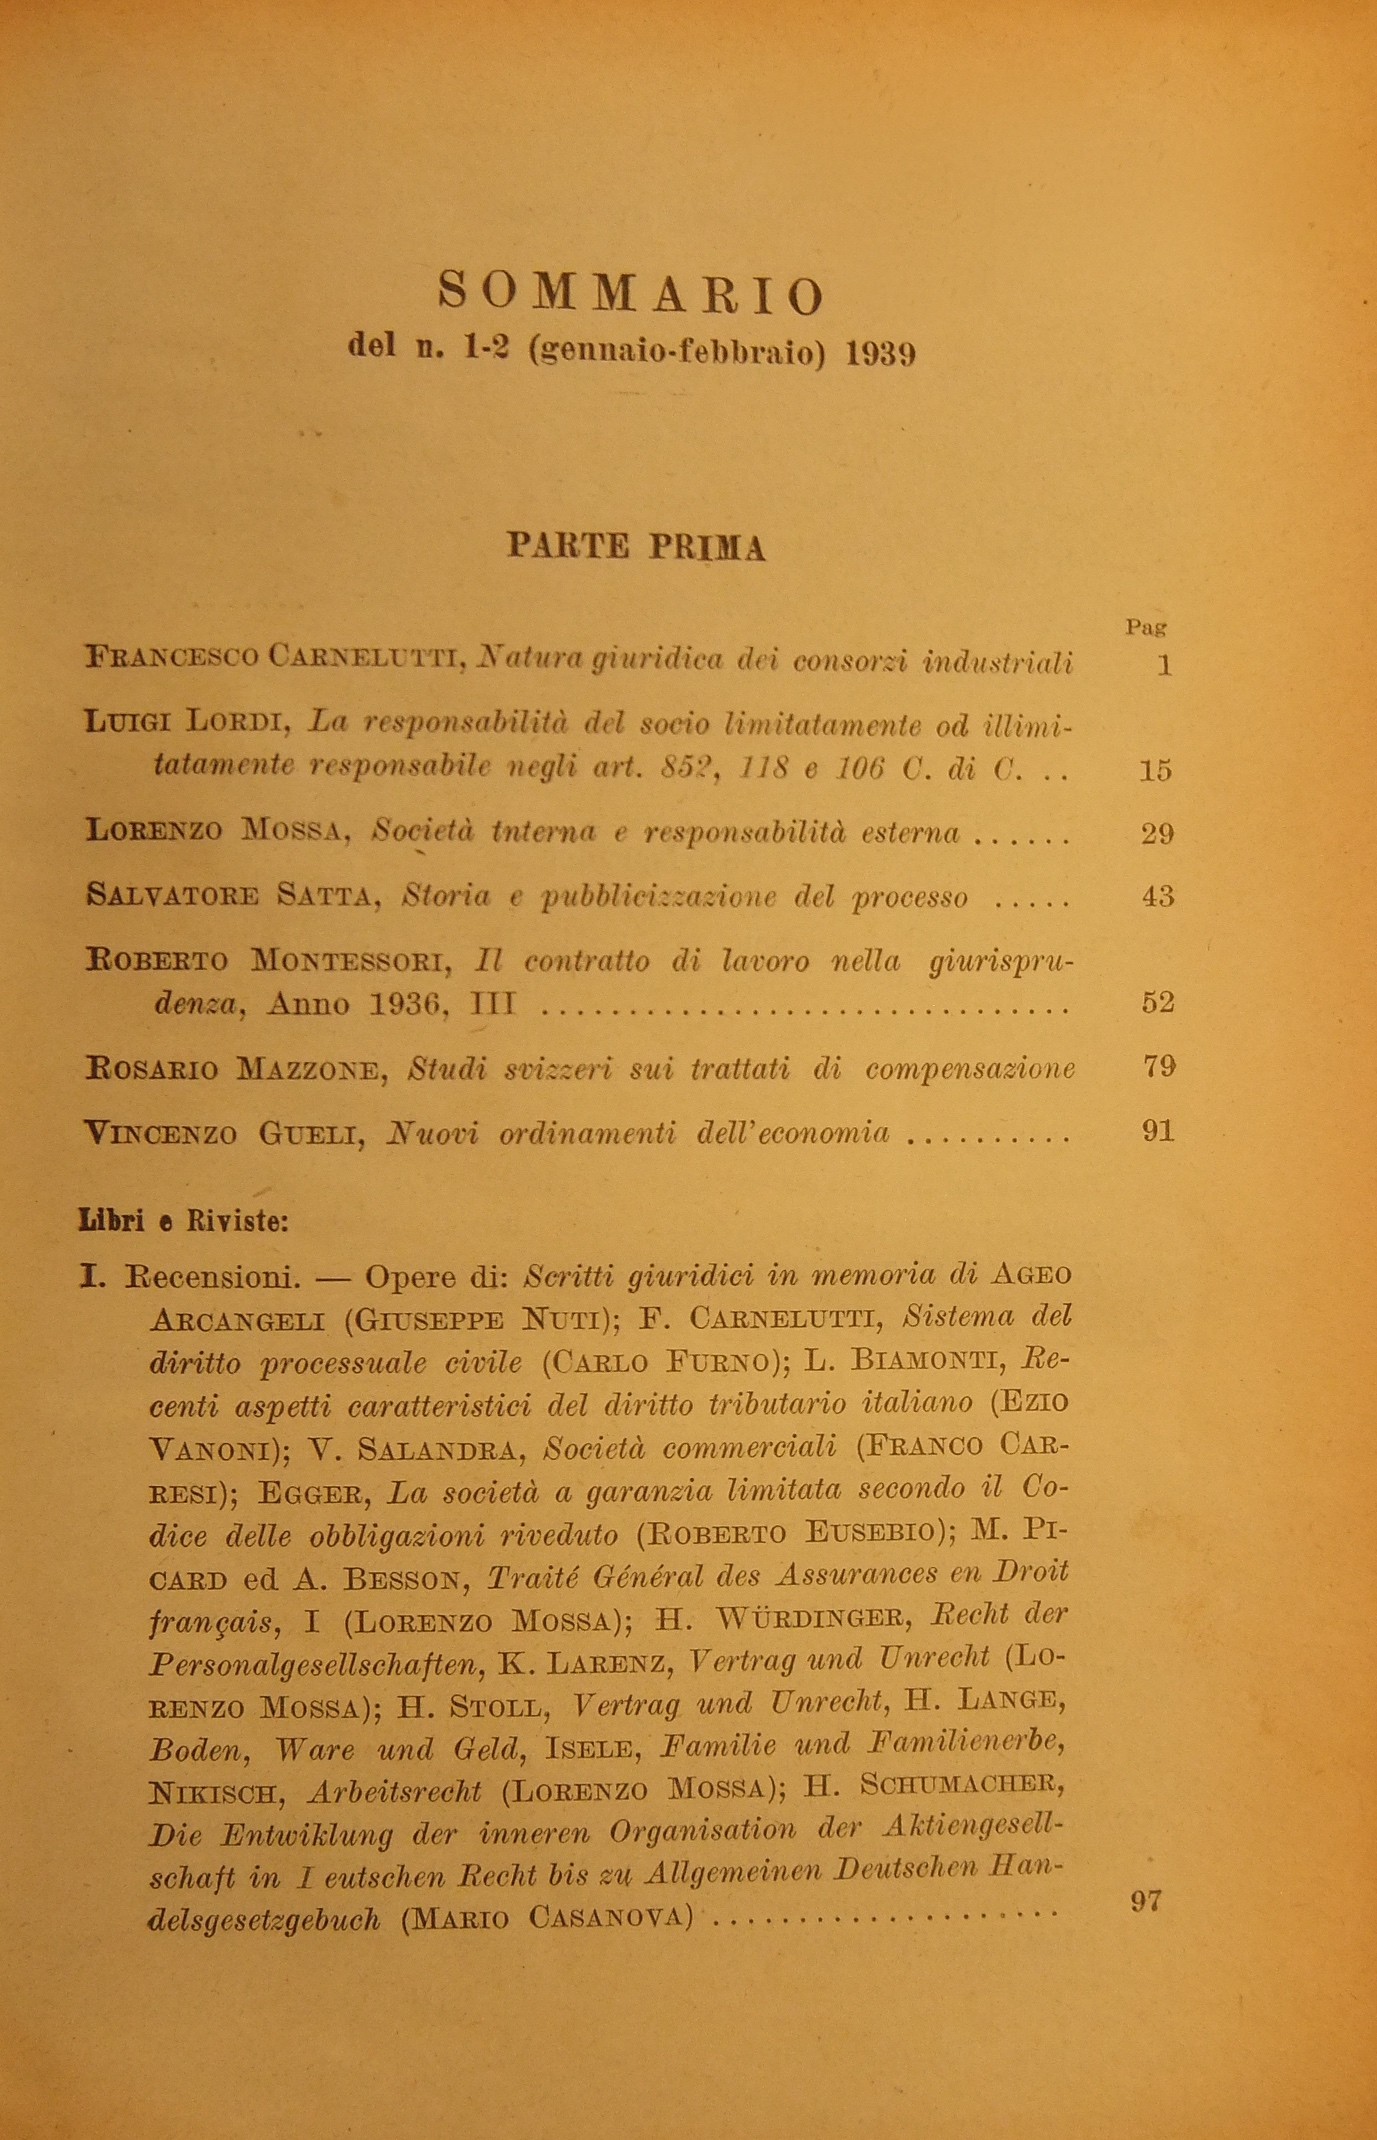 SOMMARIO
del n. 1-2 (gennaio-febbraio) 1939
PARTE PRIMA
Pag
FRANCESCO CARNELUTTI, Natura giuridica dei consorzi industriali 1
LUIGI LORDI, La responsabilità del socio limitatamente od illimi-
tatamente responsabile negli art. 852, 118 e 106 C. di C. .. 15
LORENZO MOSSA, Società interna e responsabilità esterna ...... 29
SALVATORE SATTA, Storia e pubblicizzazione del processo ..... 43
ROBERTO MONTESSORI, Il contratto di lavoro nella giurispru-
denza, Anno 1936, III ............................... 52
ROSARIO MAZZONE, Studi svizzeri sui trattati di compensazione 79
VINCENZO GUELI, Nuovi ordinamenti dell'economia .......... 91
Libri e Riviste:
I. Recensioni. — Opere di: Scritti giuridici in memoria di AGEO
ARCANGELI (GIUSEPPE NUTI); F. CARNELUTTI, Sistema del
diritto processuale civile (CARLO FURNO); L. BIAMONTI, Re-
centi aspetti caratteristici del diritto tributario italiano (EZIO
VANONI); V. SALANDRA, Società commerciali (FRANCO CAR-
RESI); EGGER, La società a garanzia limitata secondo il Co-
dice delle obbligazioni riveduto (ROBERTO EUSEBIO); M. PI-
CARD ed A. BESSON, Traité Général des Assurances en Droit
français, I (LORENZO MOSSA); H. WÜRDINGER, Recht der
Personalgesellschaften, K. LARENZ, Vertrag und Unrecht (LO-
RENZO MOSSA); H. STOLL, Vertrag und Unrecht, H. LANGE,
Boden, Ware und Geld, ISELE, Familie und Familienerbe,
NIKISCH, Arbeitsrecht (LORENZO MOSSA); H. SCHUMACHER,
Die Entwiklung der inneren Organisation der Aktiengesell-
schaft in I eutschen Recht bis zu Allgemeinen Deutschen Han-
delsgesetzgebuch (MARIO CASANOVA) .................... 97